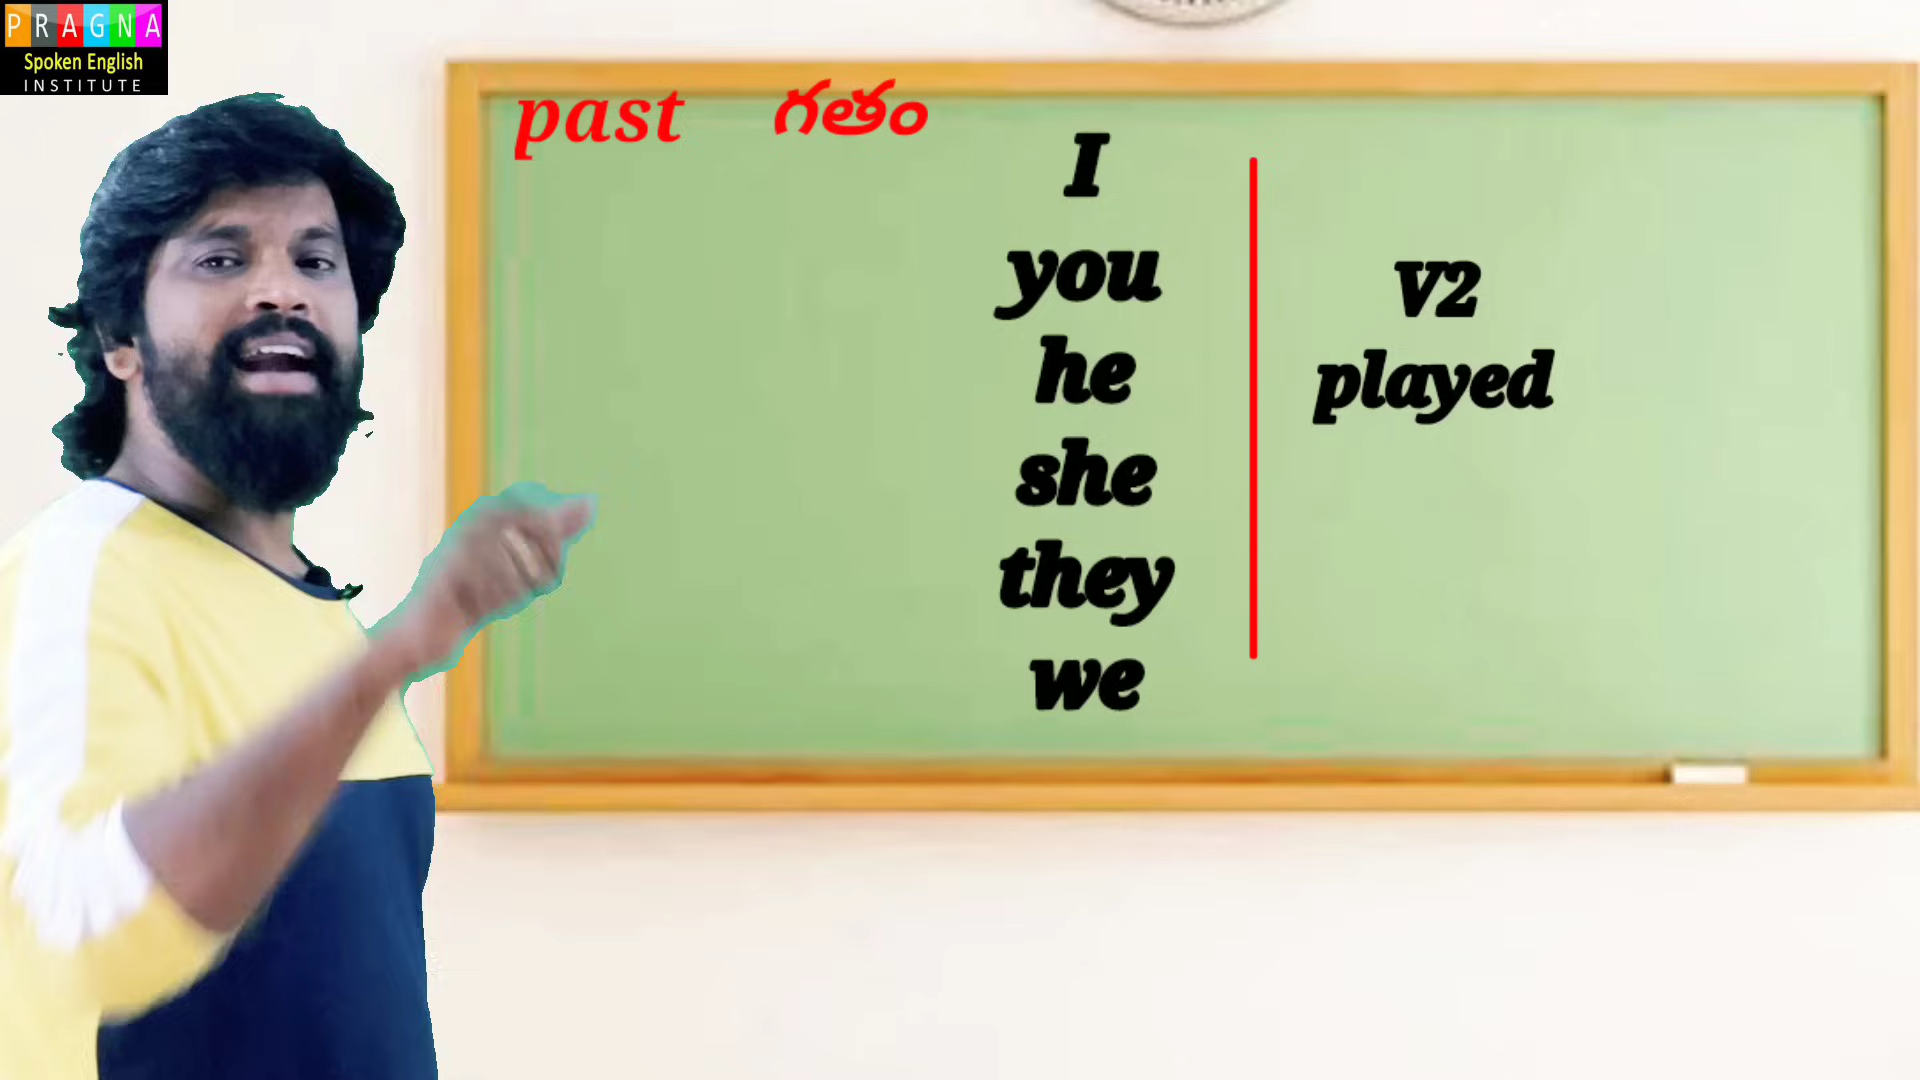 PRAGNA
Spoken English
INSTITUTE
past గతం
I
you
he
she
they
we
V2
played